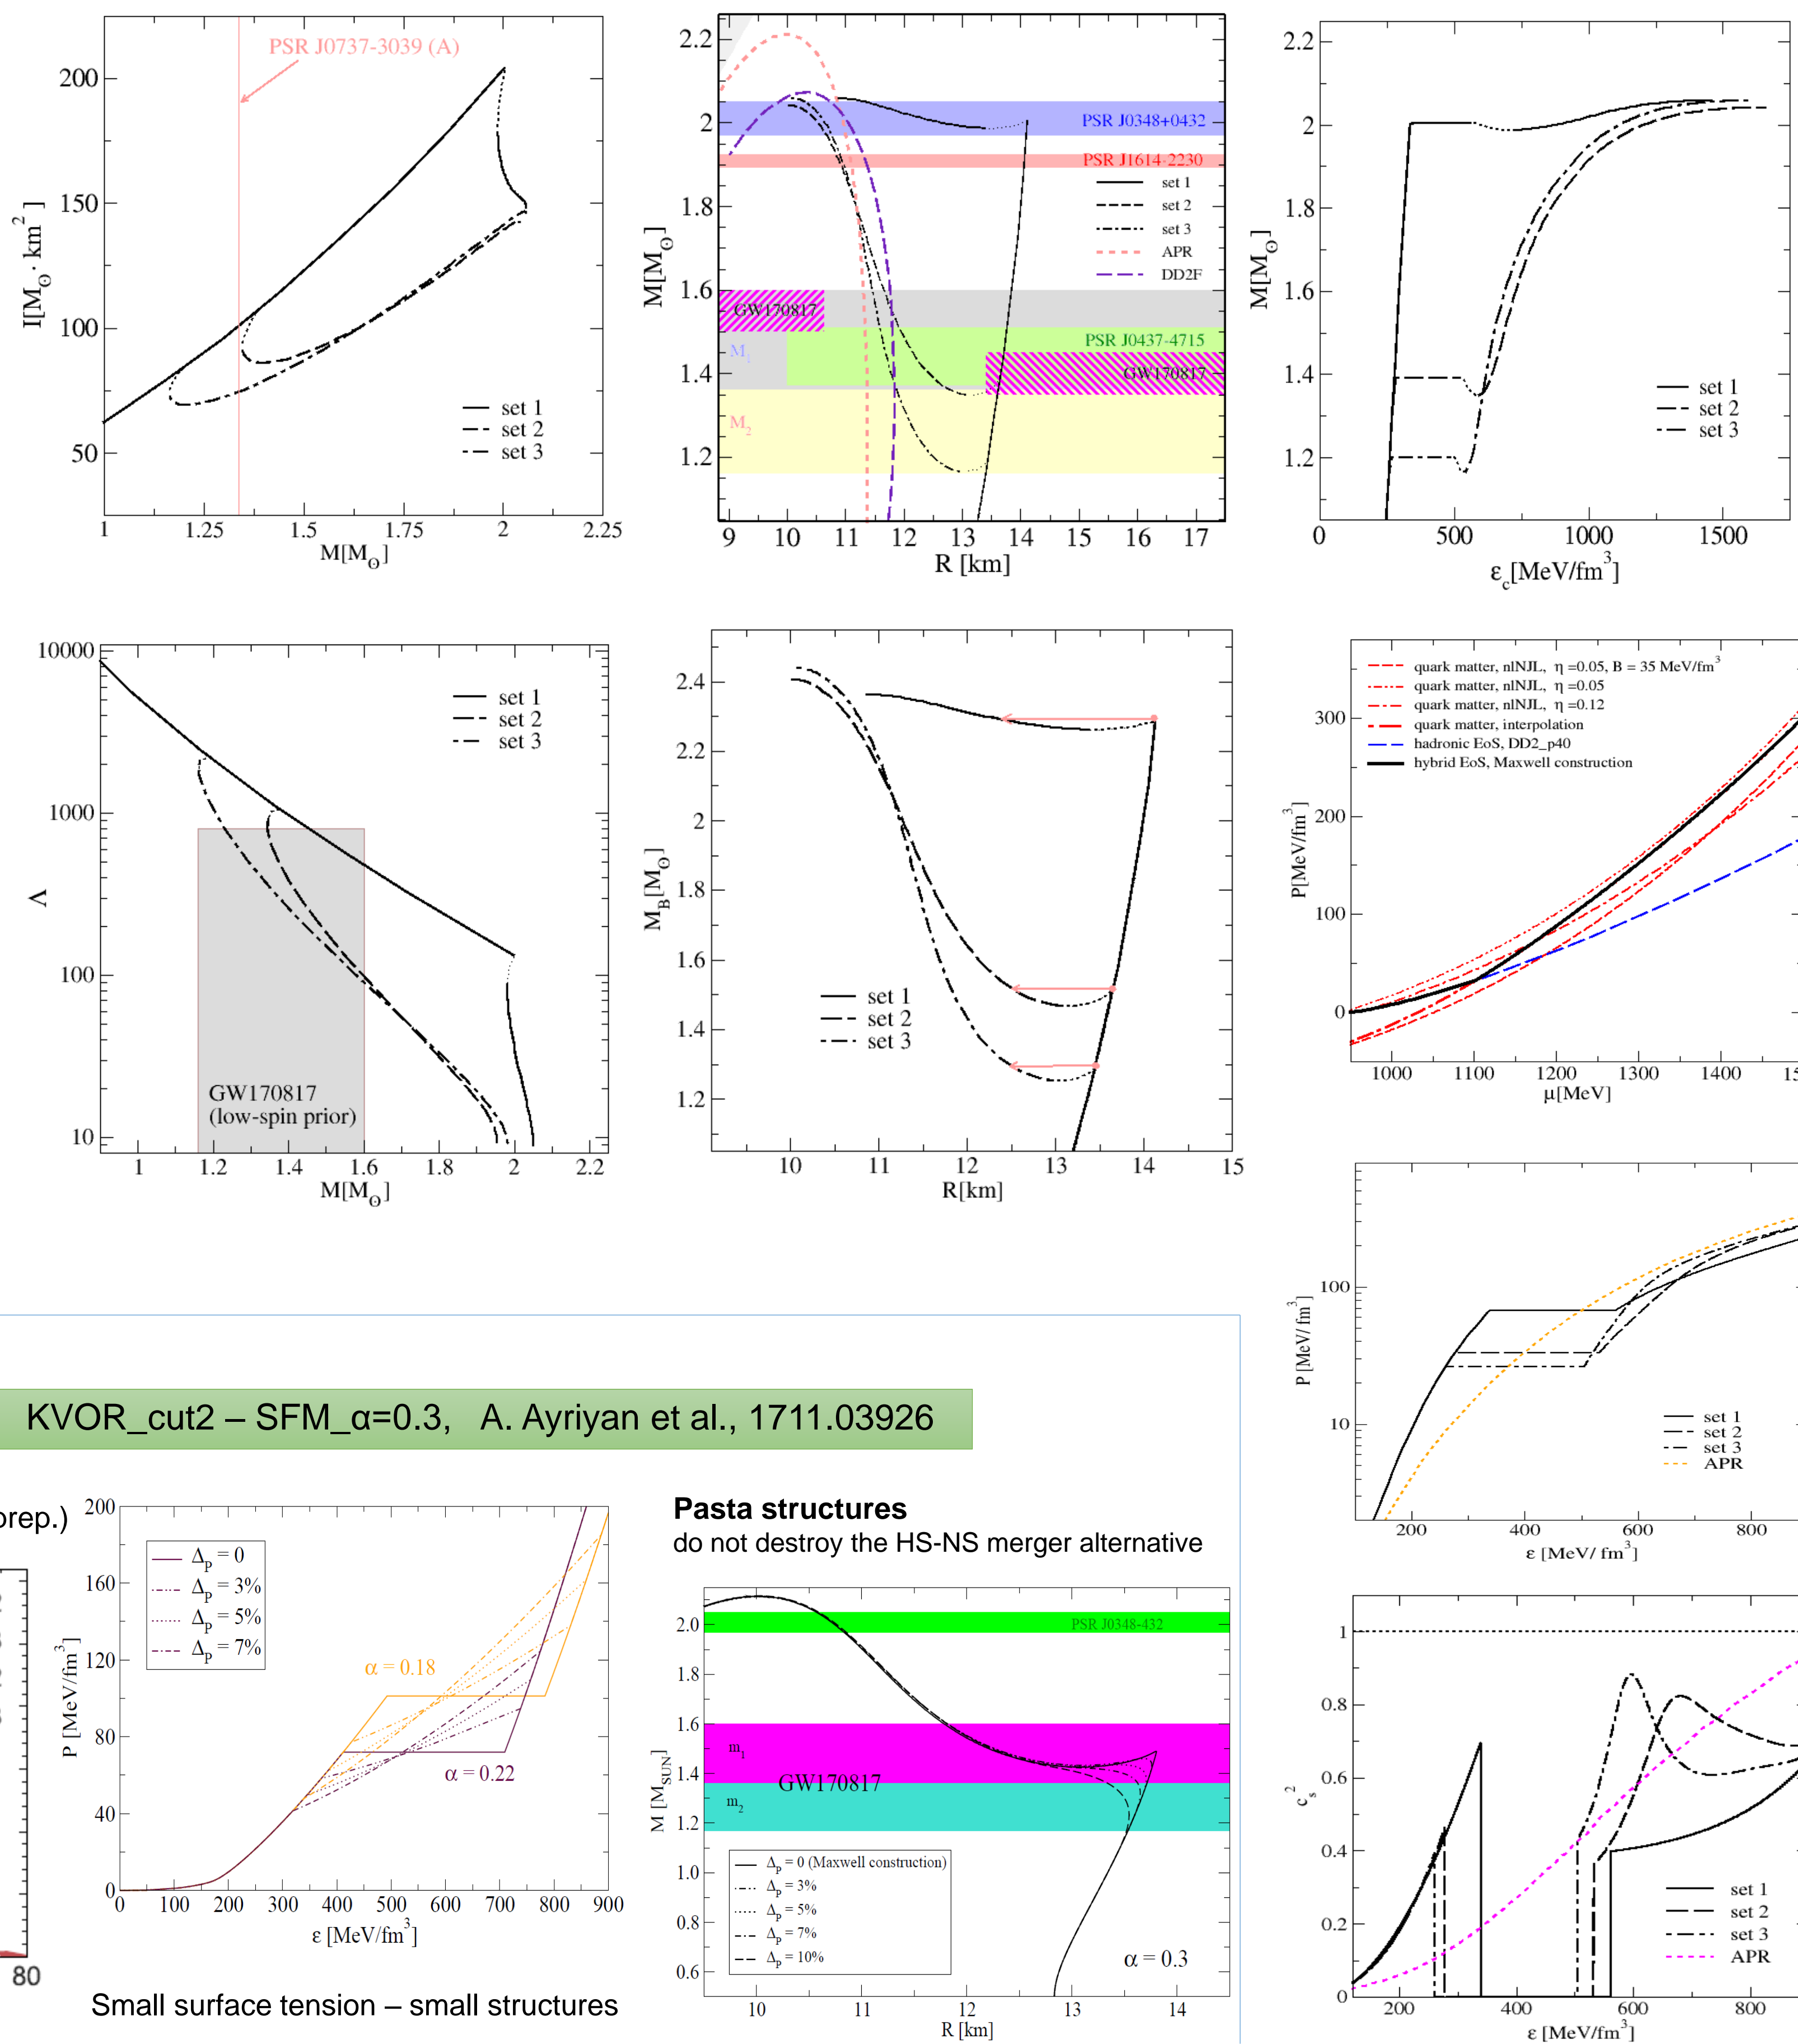 PSR J0737-3039 (A)
200
150
100
50
I[M⊙· km²]
set 1
set 2
set 3
1
1.25
1.5
1.75
2
2.25
M[M⊙]
2.2
2
1.8
1.6
1.4
1.2
M[M⊙]
PSR J0348+0432
PSR J1614-2230
set 1
set 2
set 3
APR
DD2F
GW170817
PSR J0437-4715
M₁
GW170817
M₂
9
10
11
12
13
14
15
16
17
R [km]
2.2
2
1.8
1.6
1.4
1.2
M[M⊙]
set 1
set 2
set 3
0
500
1000
1500
ε_c[MeV/fm³]
10000
1000
100
10
Λ
set 1
set 2
set 3
GW170817
(low-spin prior)
1
1.2
1.4
1.6
1.8
2
2.2
M[M⊙]
2.4
2.2
2
1.8
1.6
1.4
1.2
M_B[M⊙]
set 1
set 2
set 3
10
11
12
13
14
15
R[km]
quark matter, nlNJL, η =0.05, B = 35 MeV/fm³
quark matter, nlNJL, η =0.05
quark matter, nlNJL, η =0.12
quark matter, interpolation
hadronic EoS, DD2_p40
hybrid EoS, Maxwell construction
300
200
100
0
P[MeV/fm³]
1000
1100
1200
1300
1400
μ[MeV]
100
10
P [MeV/ fm³]
set 1
set 2
set 3
APR
200
400
600
800
ε [MeV/ fm³]
KVOR_cut2 – SFM_α=0.3, A. Ayriyan et al., 1711.03926
prep.)
80
200
160
120
80
40
0
P [MeV/fm³]
Δ_P = 0
Δ_P = 3%
Δ_P = 5%
Δ_P = 7%
α = 0.18
α = 0.22
0
100
200
300
400
500
600
700
800
900
ε [MeV/fm³]
Small surface tension – small structures
Pasta structures
do not destroy the HS-NS merger alternative
2.0
1.8
1.6
1.4
1.2
1.0
0.8
0.6
M [M_SUN]
PSR J0348-432
m₁
GW170817
m₂
Δ_P = 0 (Maxwell construction)
Δ_P = 3%
Δ_P = 5%
Δ_P = 7%
Δ_P = 10%
α = 0.3
10
11
12
13
14
R [km]
1
0.8
0.6
0.4
0.2
0
c_s²
set 1
set 2
set 3
APR
200
400
600
800
ε [MeV/fm³]